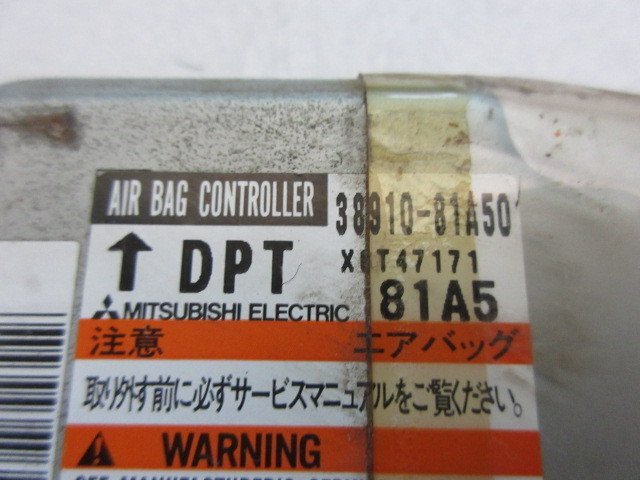 AIR BAG CONTROLLER 38910-81A50
↑ DPT X8T47171
MITSUBISHI ELECTRIC 81A5
注意 エアバッグ
取り外す前に必ずサービスマニュアルをご覧ください。
WARNING